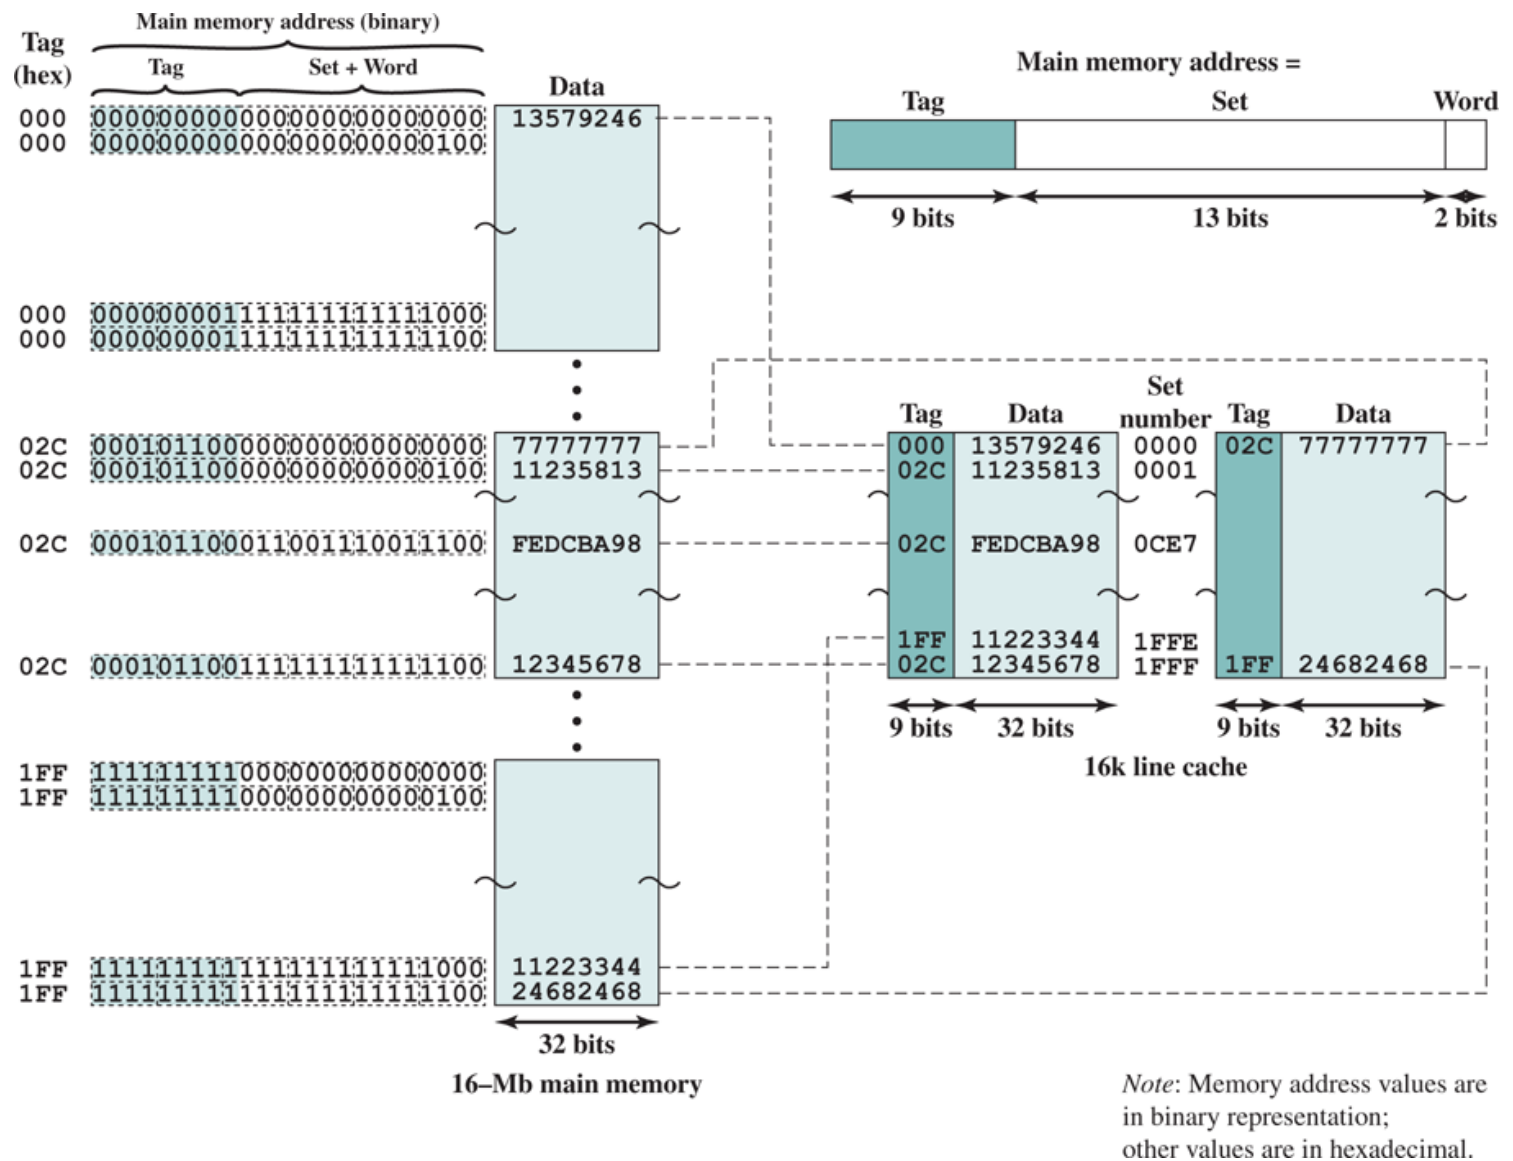 Main memory address (binary)
Tag
(hex)
Tag
Set + Word
Data
000
000000000000000000000000
13579246
000
000000000000000000000100
000
000000001111111111111000
000
000000001111111111111100
02C
000101100000000000000000
77777777
02C
000101100000000000000100
11235813
02C
000101100011001110011100
FEDCBA98
02C
000101100111111111111100
12345678
1FF
111111111000000000000000
1FF
111111111000000000000100
1FF
111111111111111111111000
11223344
1FF
111111111111111111111100
24682468
32 bits
16–Mb main memory
Main memory address =
Tag
Set
Word
9 bits
13 bits
2 bits
Set
Tag
Data
number
Tag
Data
000
13579246
0000
02C
77777777
02C
11235813
0001
02C
FEDCBA98
0CE7
1FF
11223344
1FFE
02C
12345678
1FFF
1FF
24682468
9 bits
32 bits
9 bits
32 bits
16k line cache
Note: Memory address values are
in binary representation;
other values are in hexadecimal.